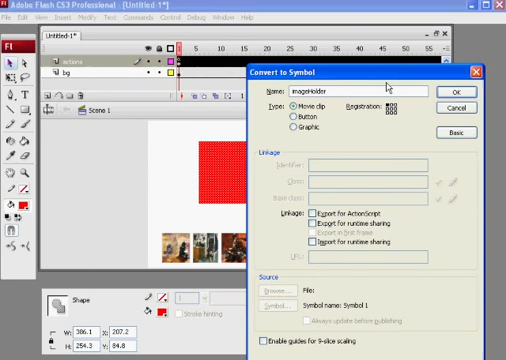 Adobe Flash CS3 Professional - [Untitled-1*]
File Edit View Insert Modify Text Commands Control Debug Window Help
Untitled-1*
5 10 15 20 25 30 35 40 45 50 55
actions
bg
Scene 1
Convert to Symbol
Name: imageHolder
OK
Type: Movie clip Registration:
Cancel
Button
Graphic
Basic
Linkage
Identifier:
Class:
Base class:
Linkage: Export for ActionScript
Export for runtime sharing
Export in first frame
Import for runtime sharing
URL:
Source
Browse... File:
Symbol... Symbol name: Symbol 1
Always update before publishing
Enable guides for 9-slice scaling
Fl
Shape
Stroke hinting
W: 386.1 X: 207.2
H: 254.3 Y: 84.8